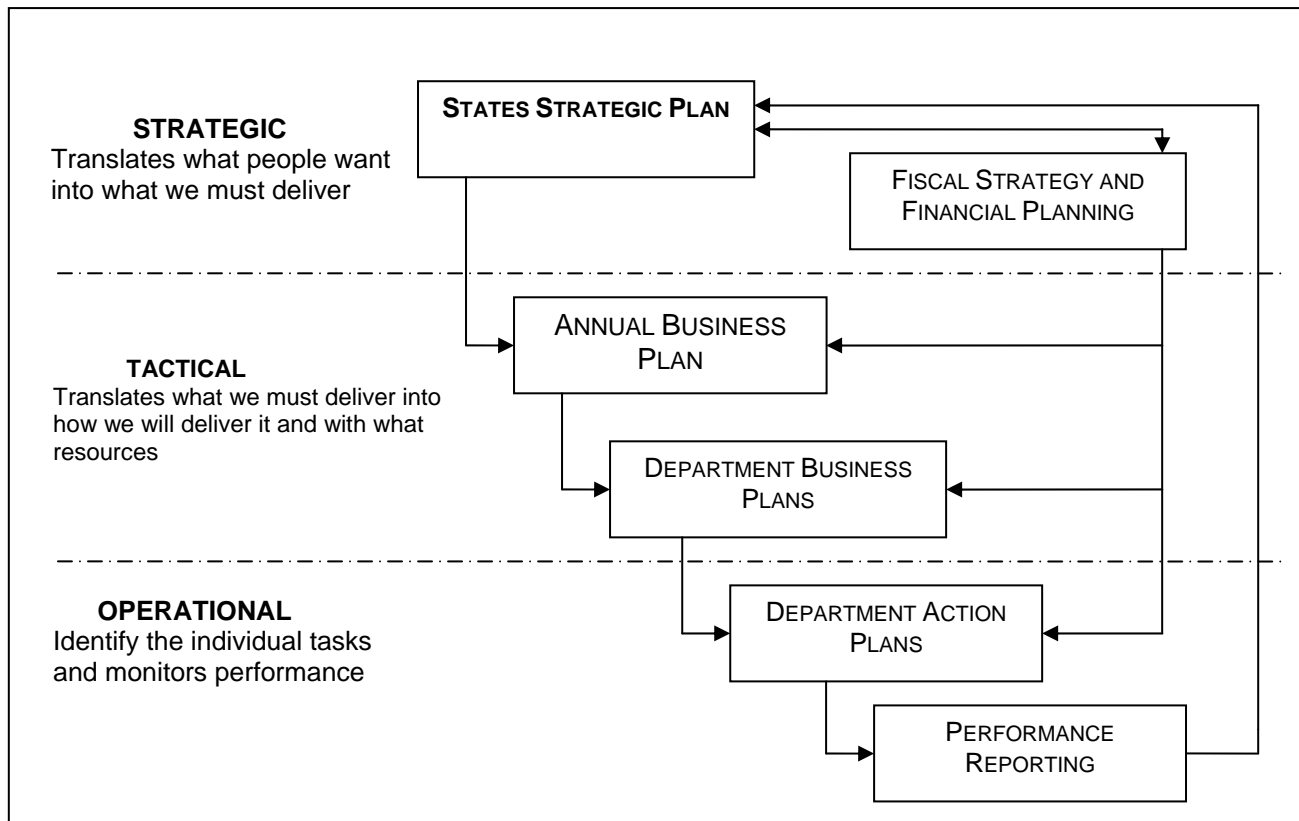 STATES STRATEGIC PLAN
STRATEGIC
Translates what people want
into what we must deliver
FISCAL STRATEGY AND
FINANCIAL PLANNING
ANNUAL BUSINESS
PLAN
TACTICAL
Translates what we must deliver into
how we will deliver it and with what
resources
DEPARTMENT BUSINESS
PLANS
OPERATIONAL
Identify the individual tasks
and monitors performance
DEPARTMENT ACTION
PLANS
PERFORMANCE
REPORTING